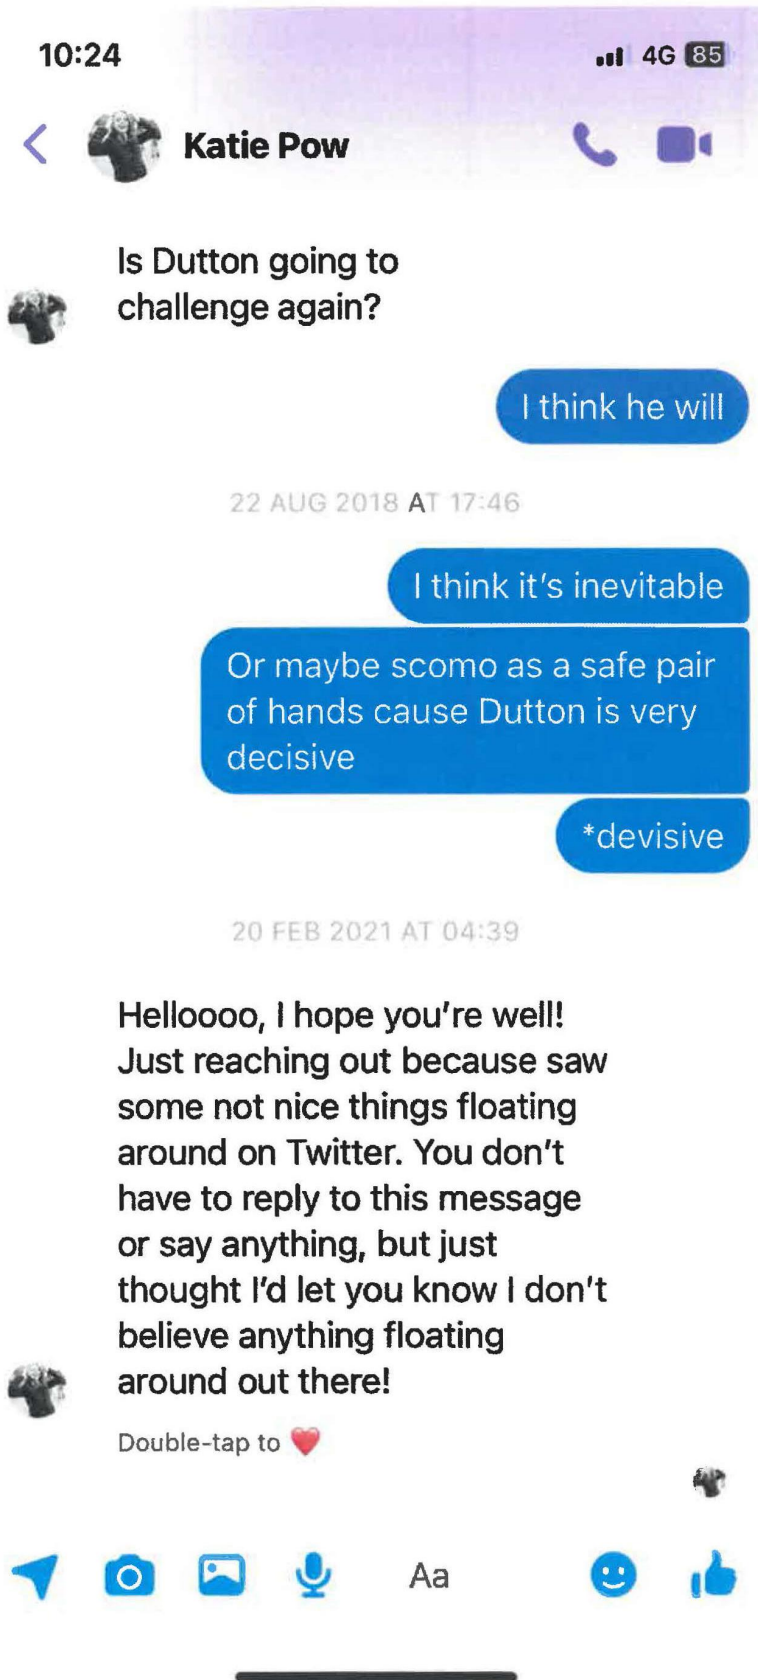 10:24
4G 85
Katie Pow
Is Dutton going to
challenge again?
I think he will
22 AUG 2018 AT 17:46
I think it's inevitable
Or maybe scomo as a safe pair
of hands cause Dutton is very
decisive
*devisive
20 FEB 2021 AT 04:39
Helloooo, I hope you're well!
Just reaching out because saw
some not nice things floating
around on Twitter. You don't
have to reply to this message
or say anything, but just
thought I'd let you know I don't
believe anything floating
around out there!
Double-tap to ❤️
Aa